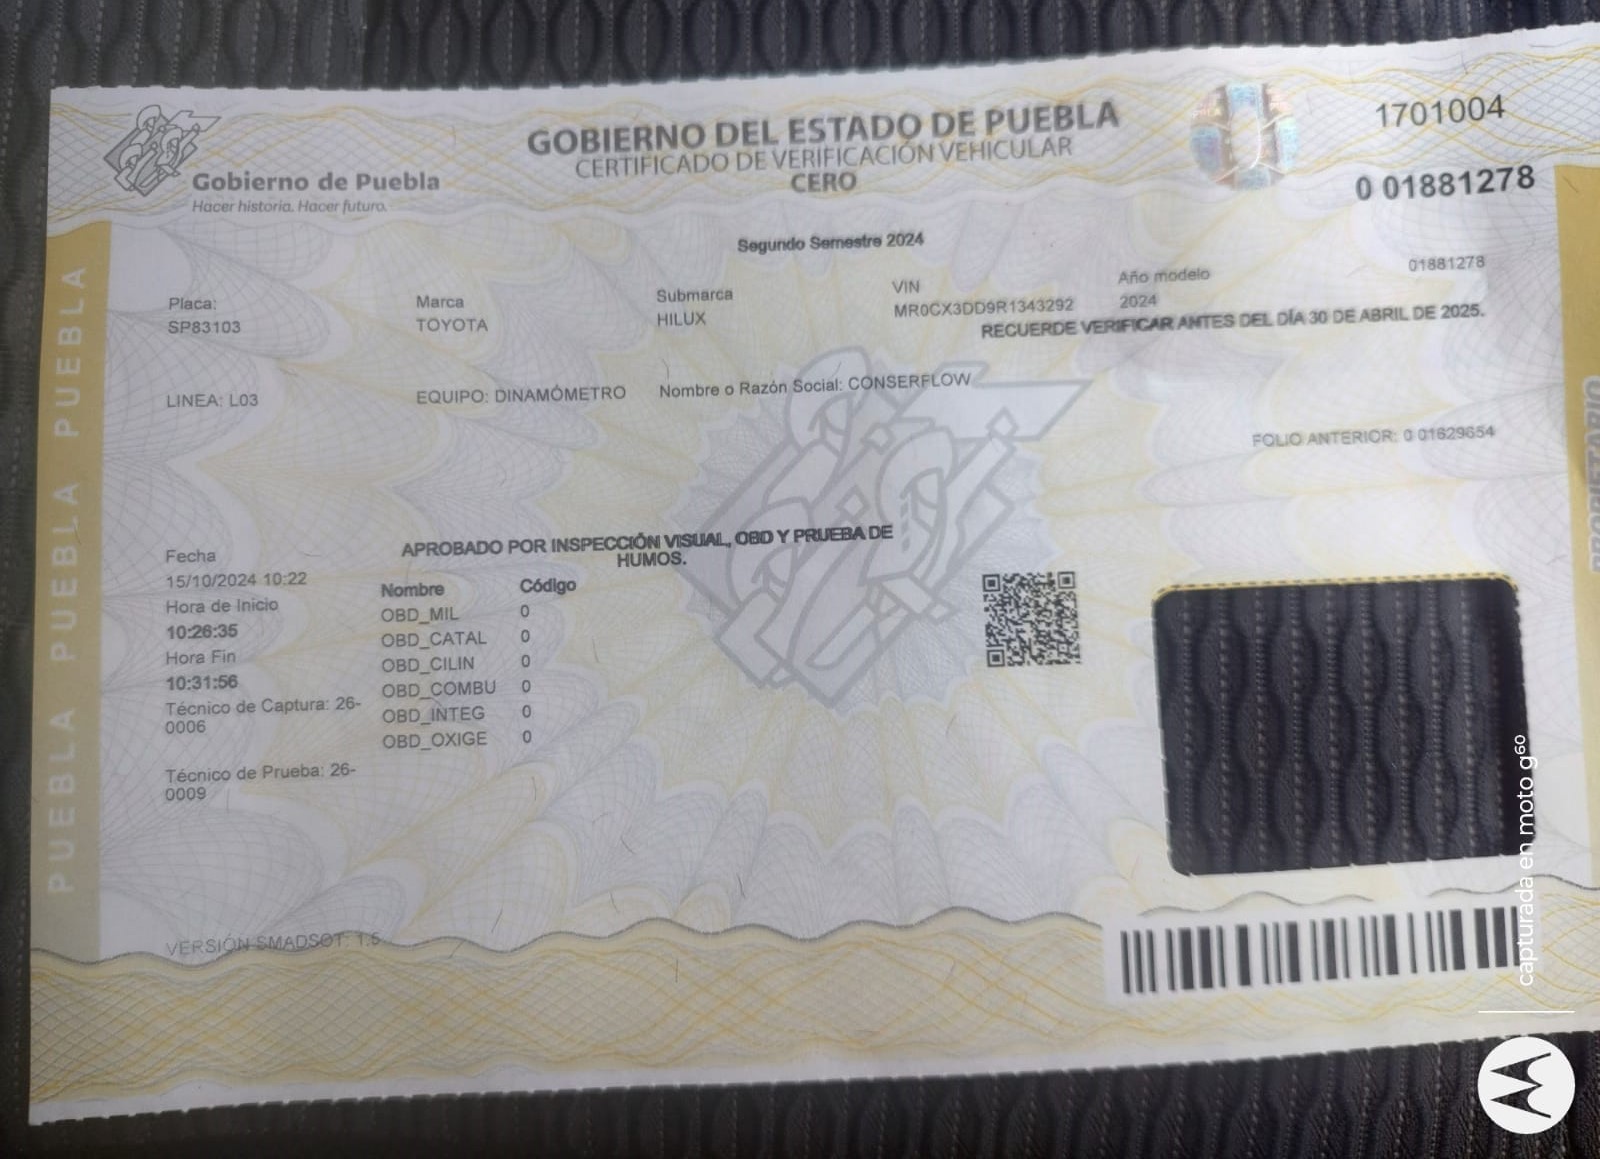 GOBIERNO DEL ESTADO DE PUEBLA
CERTIFICADO DE VERIFICACIÓN VEHICULAR
CERO
1701004
Gobierno de Puebla
Hacer historia. Hacer futuro.
0 01881278
Segundo Semestre 2024
01881278
Placa:
SP83103
Marca
TOYOTA
Submarca
HILUX
VIN
MR0CX3DD9R1343292
Año modelo
2024
RECUERDE VERIFICAR ANTES DEL DÍA 30 DE ABRIL DE 2025.
LINEA: L03
EQUIPO: DINAMÓMETRO
Nombre o Razón Social: CONSERFLOW
FOLIO ANTERIOR: 0 01629654
APROBADO POR INSPECCIÓN VISUAL, OBD Y PRUEBA DE
HUMOS.
Fecha
15/10/2024 10:22
Hora de Inicio
10:26:35
Hora Fin
10:31:56
Técnico de Captura: 26-
0006
Técnico de Prueba: 26-
0009
Nombre Código
OBD_MIL 0
OBD_CATAL 0
OBD_CILIN 0
OBD_COMBU 0
OBD_INTEG 0
OBD_OXIGE 0
VERSIÓN SMADSOT: 1.5
PUEBLA PUEBLA PUEBLA PUEBLA
PROPIETARIO
capturada en moto g⁶⁰